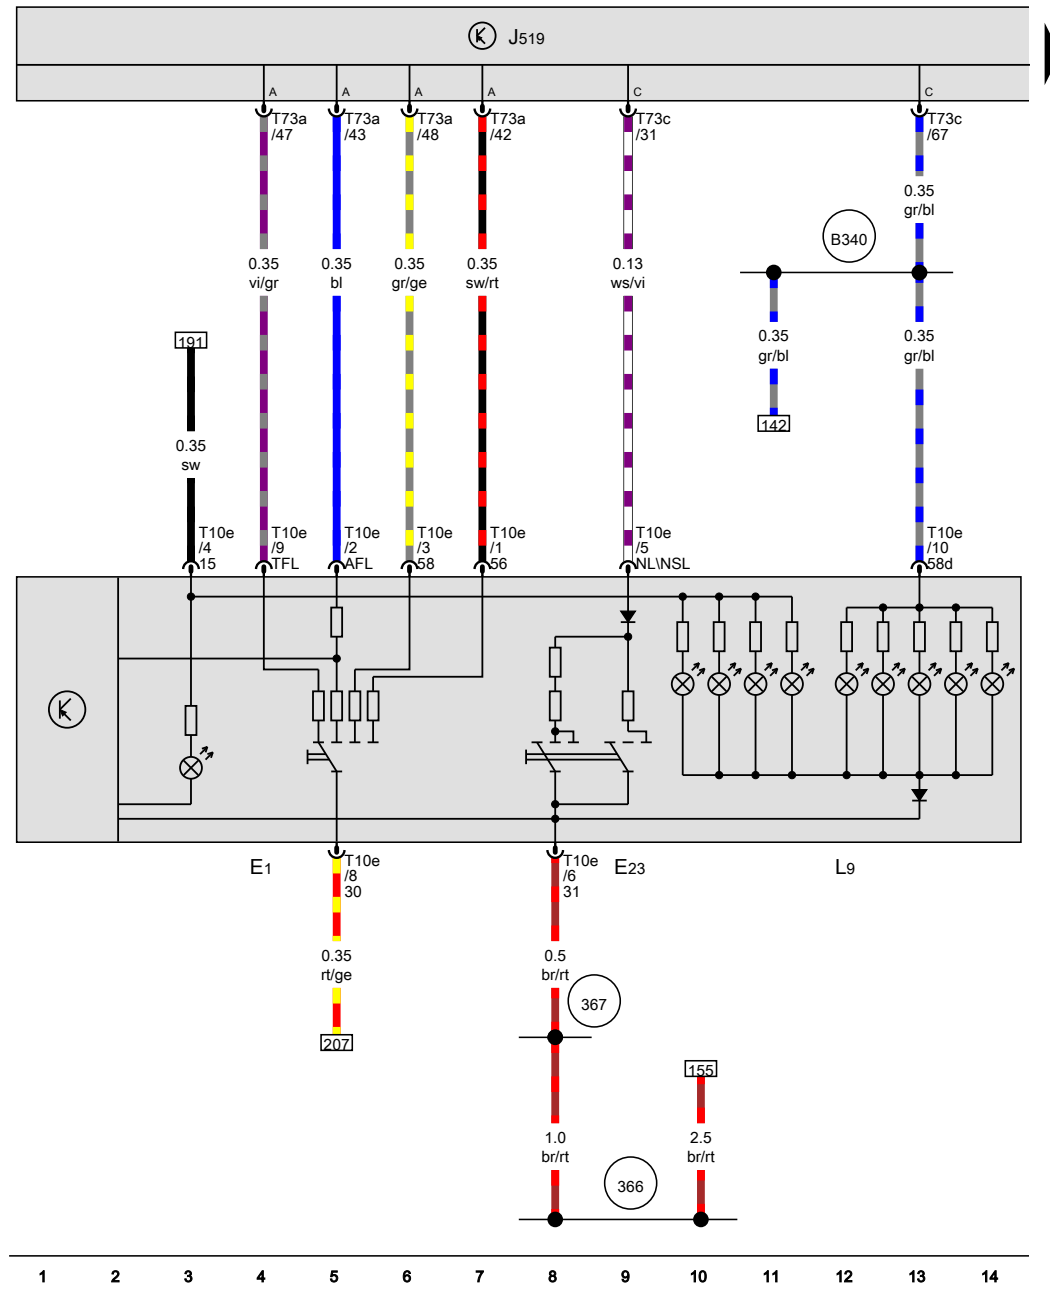 J519
A A A A C C
T73a T73a T73a T73a T73c T73c
/47 /43 /48 /42 /31 /67
0.35
gr/bl
B340
0.35 0.35 0.35 0.35 0.13
vi/gr bl gr/ge sw/rt ws/vi
191
0.35 0.35
gr/bl gr/bl
142
0.35
sw
T10e T10e T10e T10e T10e T10e T10e
/4 /9 /2 /3 /1 /5 /10
15 TFL AFL 58 56 NL\NSL 58d
E1 E23 L9
T10e T10e
/8 /6
30 31
0.35 0.5
rt/ge br/rt
367
207
155
1.0 2.5
br/rt br/rt
366
1 2 3 4 5 6 7 8 9 10 11 12 13 14